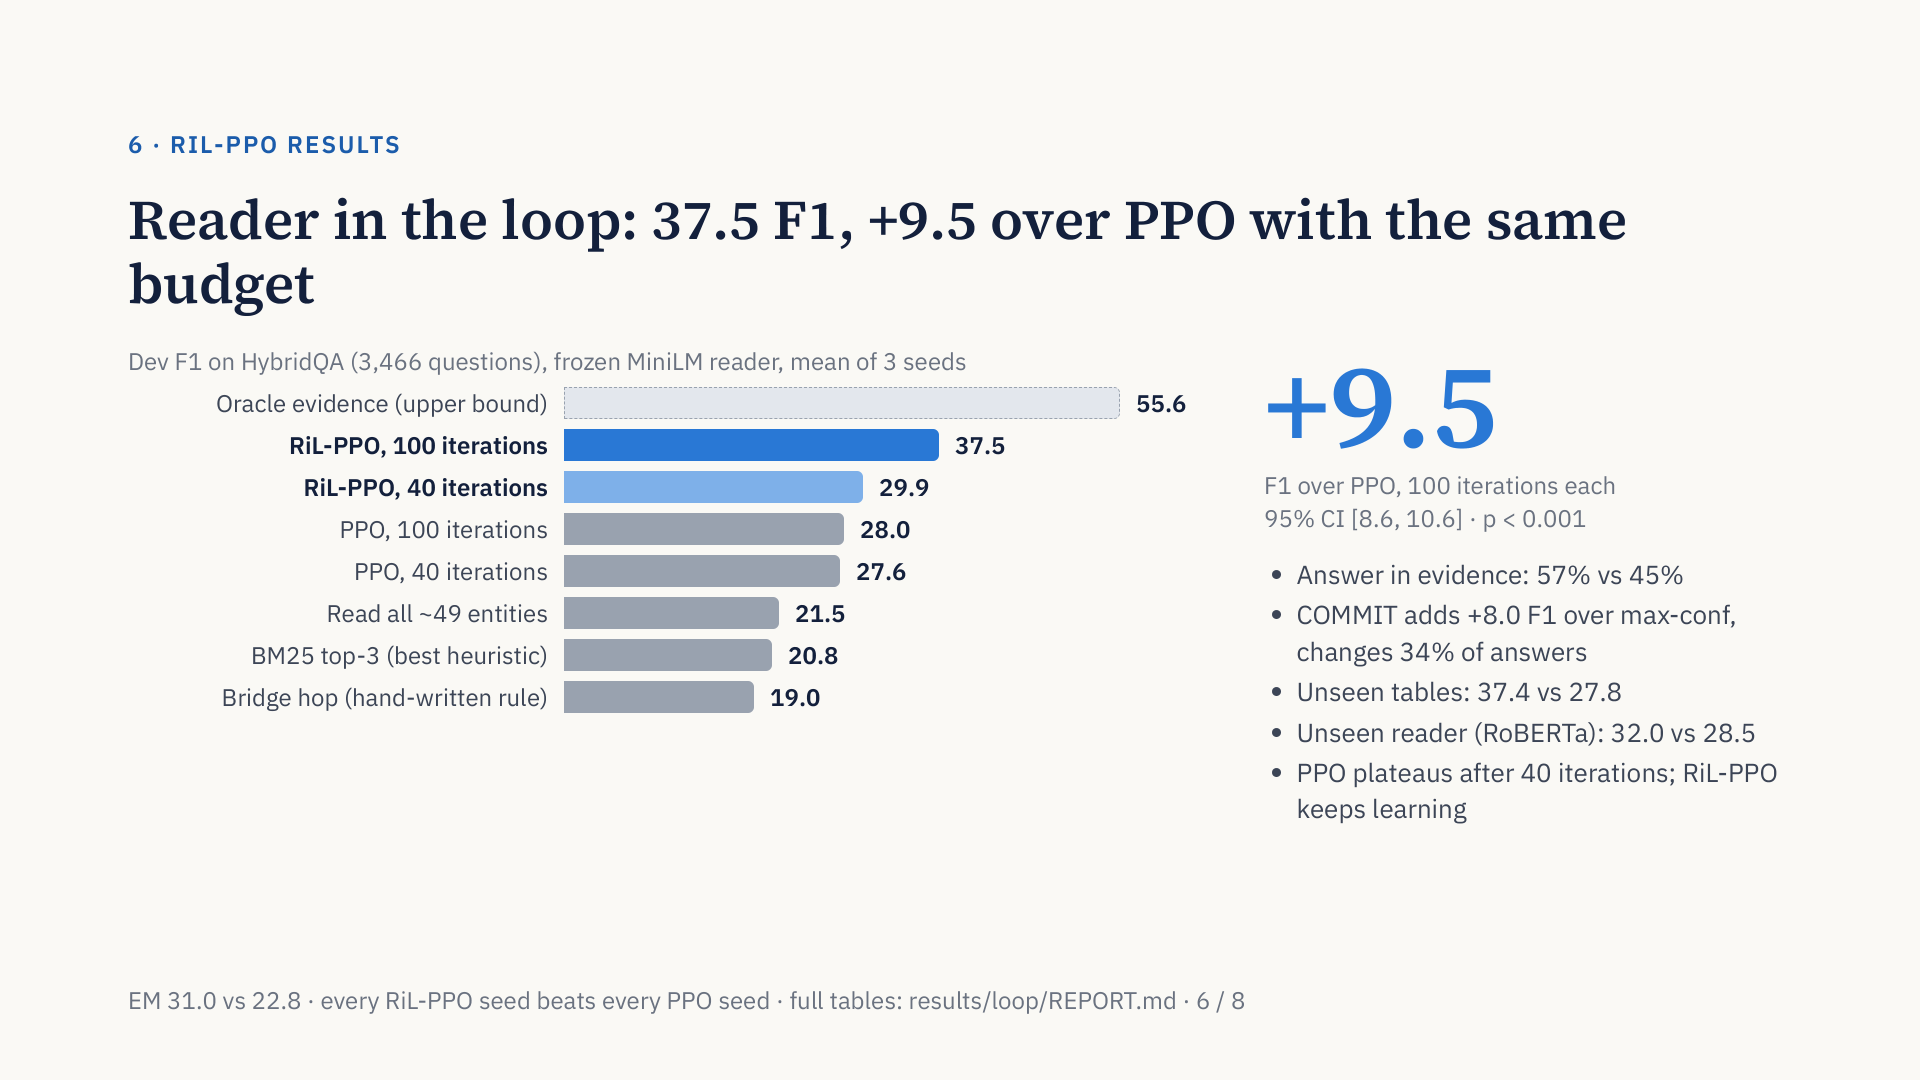 6 · RIL-PPO RESULTS
Reader in the loop: 37.5 F1, +9.5 over PPO with the same
budget
Dev F1 on HybridQA (3,466 questions), frozen MiniLM reader, mean of 3 seeds
Oracle evidence (upper bound) 55.6
RiL-PPO, 100 iterations 37.5
RiL-PPO, 40 iterations 29.9
PPO, 100 iterations 28.0
PPO, 40 iterations 27.6
Read all ~49 entities 21.5
BM25 top-3 (best heuristic) 20.8
Bridge hop (hand-written rule) 19.0
+9.5
F1 over PPO, 100 iterations each
95% CI [8.6, 10.6] · p < 0.001
• Answer in evidence: 57% vs 45%
• COMMIT adds +8.0 F1 over max-conf,
changes 34% of answers
• Unseen tables: 37.4 vs 27.8
• Unseen reader (RoBERTa): 32.0 vs 28.5
• PPO plateaus after 40 iterations; RiL-PPO
keeps learning
EM 31.0 vs 22.8 · every RiL-PPO seed beats every PPO seed · full tables: results/loop/REPORT.md · 6 / 8